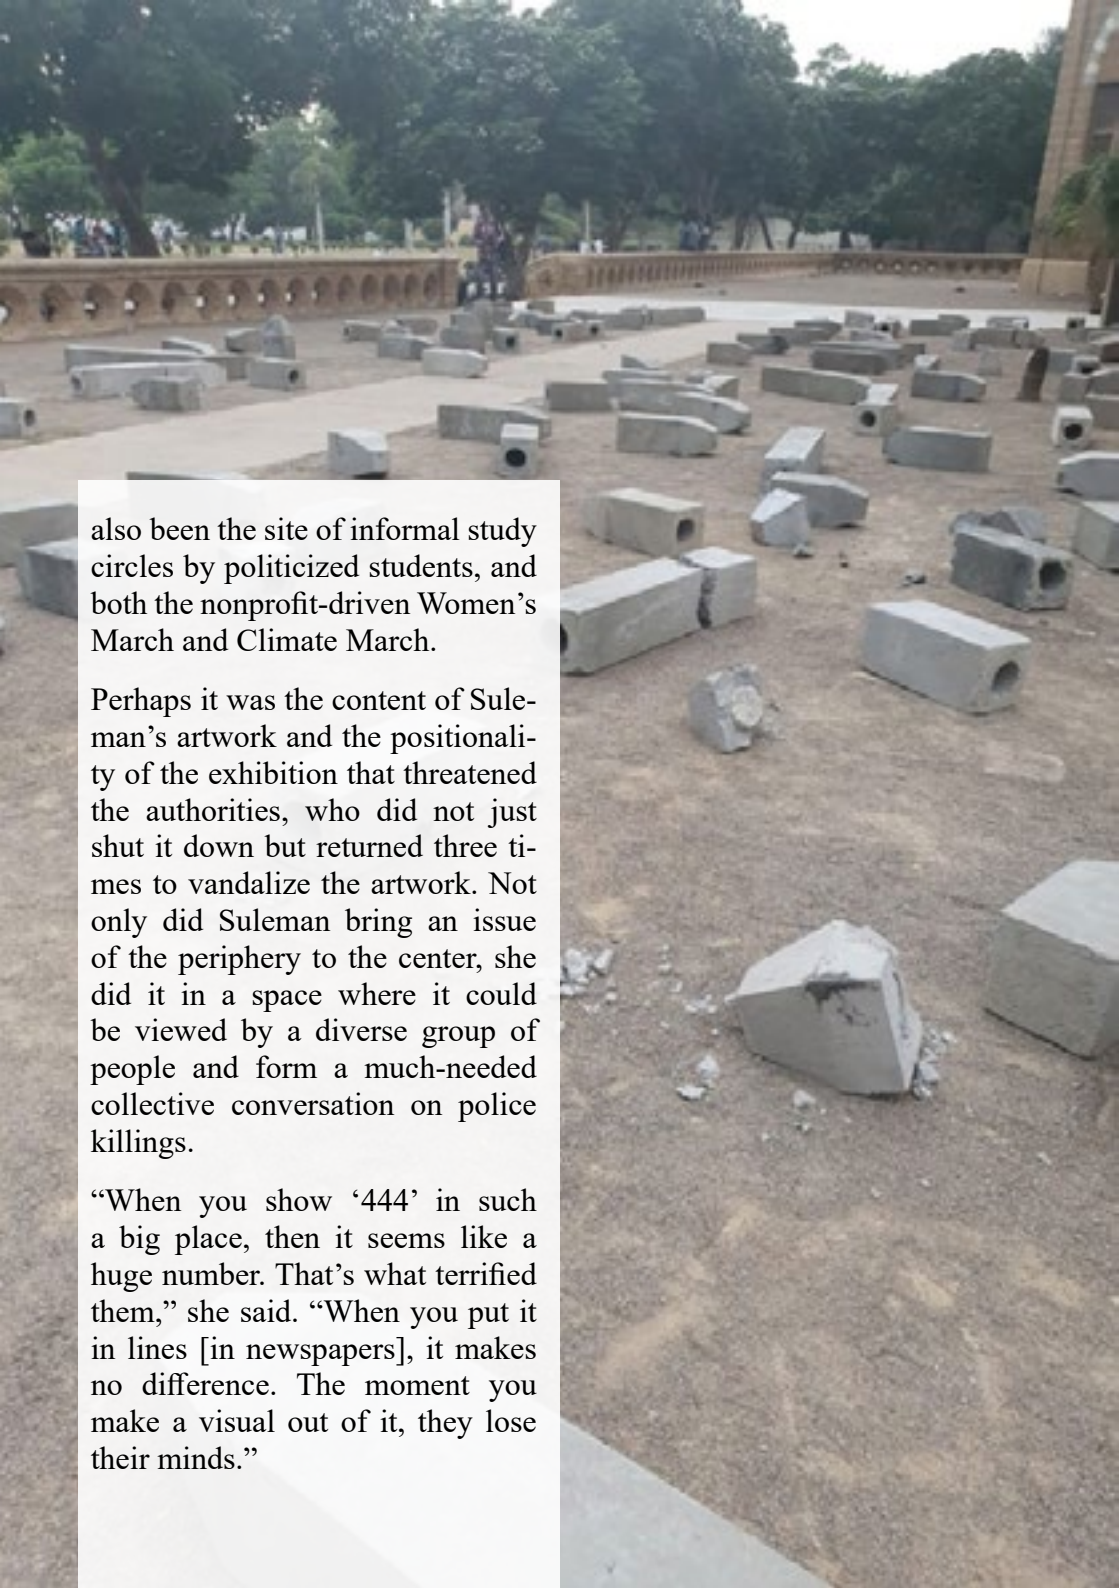 also been the site of informal study
circles by politicized students, and
both the nonprofit-driven Women’s
March and Climate March.
Perhaps it was the content of Sule-
man’s artwork and the positionali-
ty of the exhibition that threatened
the authorities, who did not just
shut it down but returned three ti-
mes to vandalize the artwork. Not
only did Suleman bring an issue
of the periphery to the center, she
did it in a space where it could
be viewed by a diverse group of
people and form a much-needed
collective conversation on police
killings.
“When you show ‘444’ in such
a big place, then it seems like a
huge number. That’s what terrified
them,” she said. “When you put it
in lines [in newspapers], it makes
no difference. The moment you
make a visual out of it, they lose
their minds.”